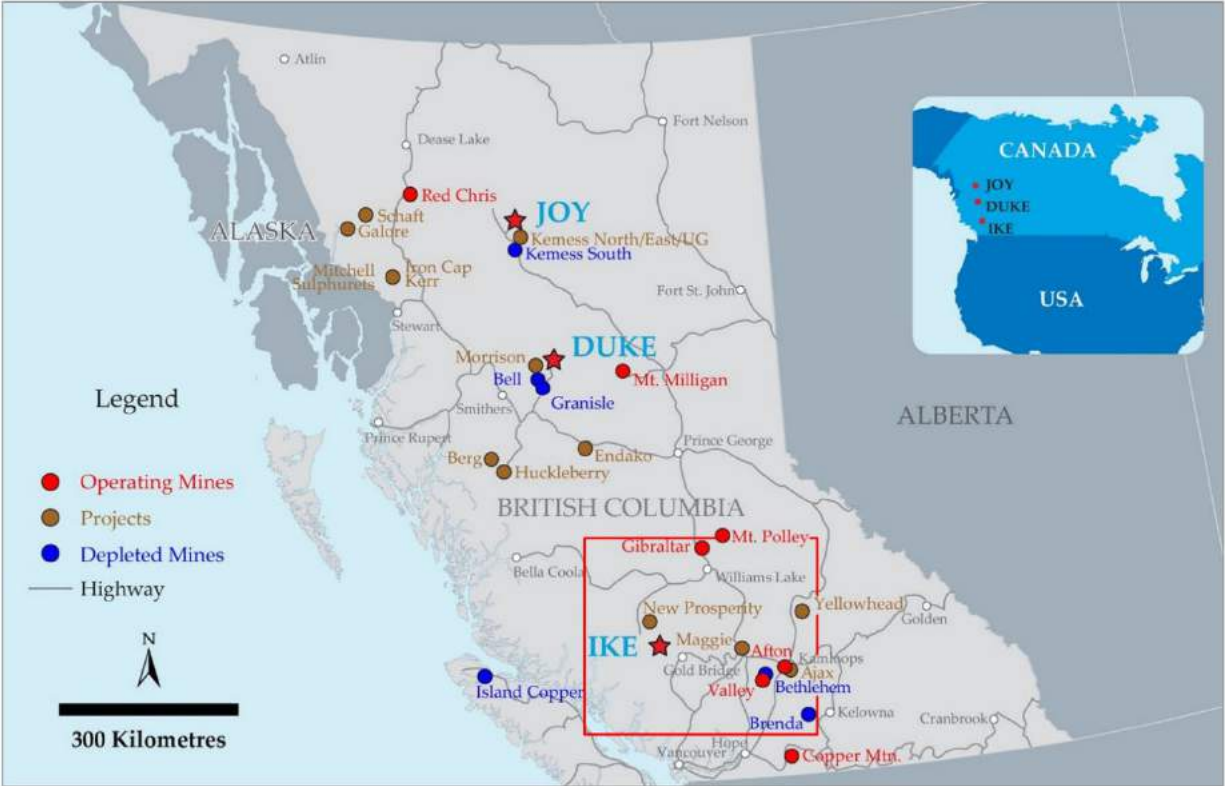 Atlin
Fort Nelson
Dease Lake
CANADA
Red Chris
JOY
DUKE
IKE
USA
Schaft
Galore
ALASKA
JOY
Kemess North/East/UG
Kemess South
Mitchell
Sulphurets
Iron Cap
Kerr
Fort St. John
Stewart
DUKE
Morrison
Bell
Granisle
Mt. Milligan
Smithers
Legend
Operating Mines
Projects
Depleted Mines
Highway
ALBERTA
Prince Rupert
Prince George
Endako
Berg
Huckleberry
BRITISH COLUMBIA
Mt. Polley
Gibraltar
Bella Coola
Williams Lake
New Prosperity
Yellowhead
Golden
IKE
Maggie
Afton
Kamloops
Gold Bridge
Ajax
Valley
Bethlehem
Island Copper
Brenda
Kelowna
Cranbrook
N
300 Kilometres
Hope
Vancouver
Copper Mtn.